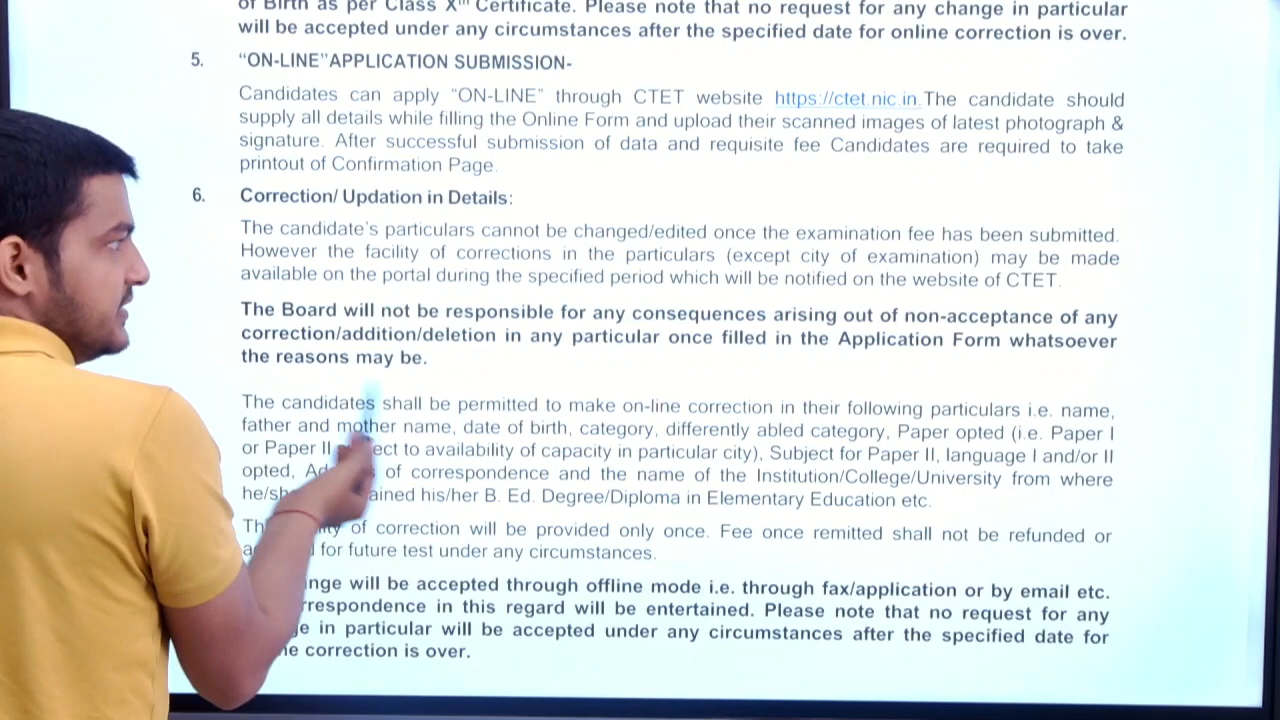 of Birth as per Class Xth Certificate. Please note that no request for any change in particular
will be accepted under any circumstances after the specified date for online correction is over.
5. “ON-LINE”APPLICATION SUBMISSION-
Candidates can apply “ON-LINE” through CTET website https://ctet.nic.in.The candidate should
supply all details while filling the Online Form and upload their scanned images of latest photograph &
signature. After successful submission of data and requisite fee Candidates are required to take
printout of Confirmation Page.
6. Correction/ Updation in Details:
The candidate’s particulars cannot be changed/edited once the examination fee has been submitted.
However the facility of corrections in the particulars (except city of examination) may be made
available on the portal during the specified period which will be notified on the website of CTET.
The Board will not be responsible for any consequences arising out of non-acceptance of any
correction/addition/deletion in any particular once filled in the Application Form whatsoever
the reasons may be.
The candidates shall be permitted to make on-line correction in their following particulars i.e. name,
father and mother name, date of birth, category, differently abled category, Paper opted (i.e. Paper I
or Paper II to availability of capacity in particular city), Subject for Paper II, language I and/or II
opted, of correspondence and the name of the Institution/College/University from where
his/her B. Ed. Degree/Diploma in Elementary Education etc.
of correction will be provided only once. Fee once remitted shall not be refunded or
for future test under any circumstances.
will be accepted through offline mode i.e. through fax/application or by email etc.
in this regard will be entertained. Please note that no request for any
in particular will be accepted under any circumstances after the specified date for
correction is over.